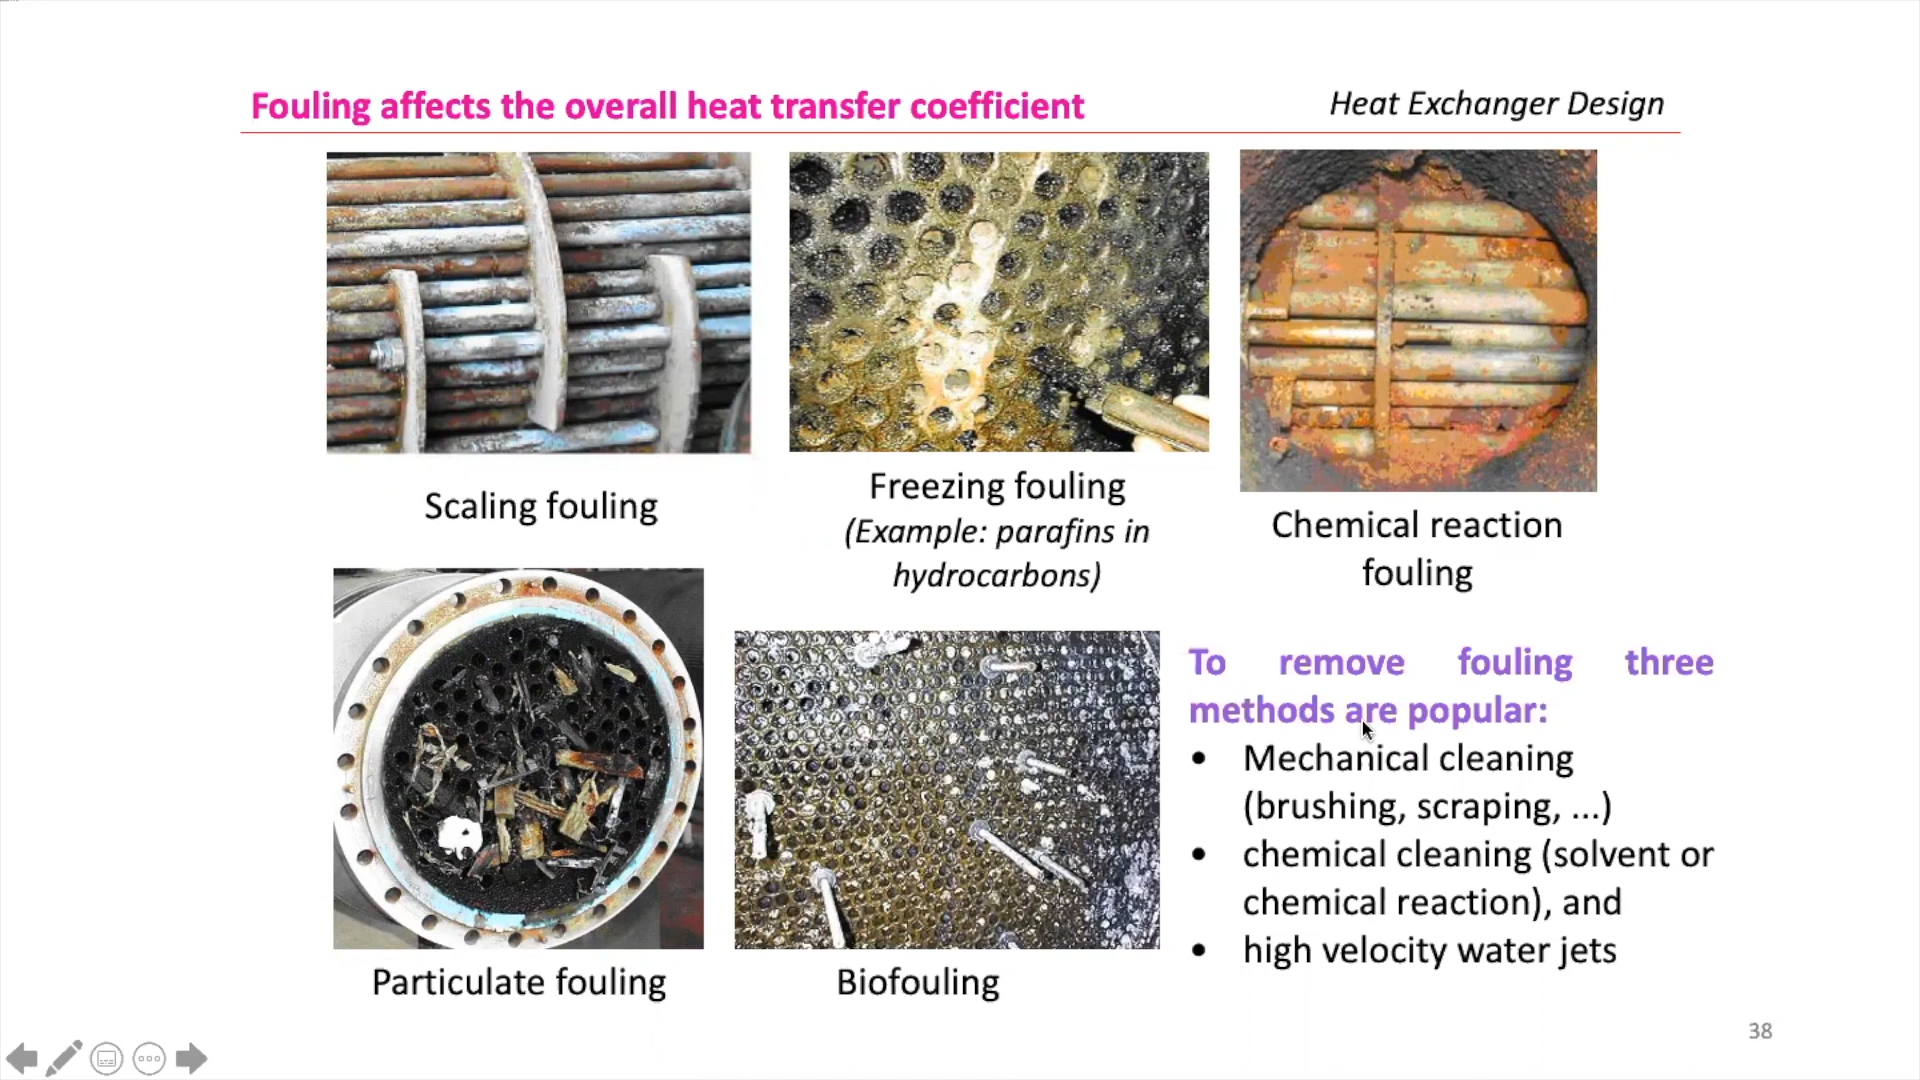 Fouling affects the overall heat transfer coefficient
Heat Exchanger Design
Scaling fouling
Freezing fouling
(Example: parafins in
hydrocarbons)
Chemical reaction
fouling
Particulate fouling
Biofouling
To remove fouling three
methods are popular:
• Mechanical cleaning
(brushing, scraping, ...)
• chemical cleaning (solvent or
chemical reaction), and
• high velocity water jets
38